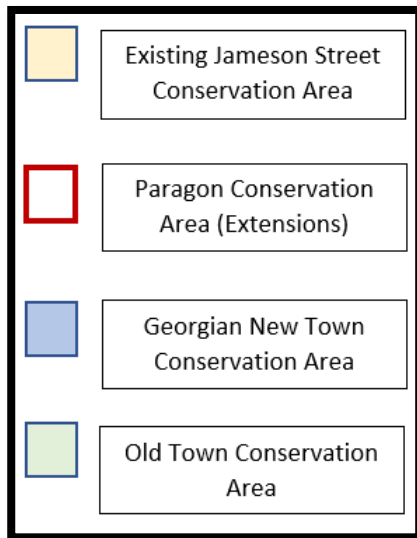 Existing Jameson Street
Conservation Area
Paragon Conservation
Area (Extensions)
Georgian New Town
Conservation Area
Old Town Conservation
Area